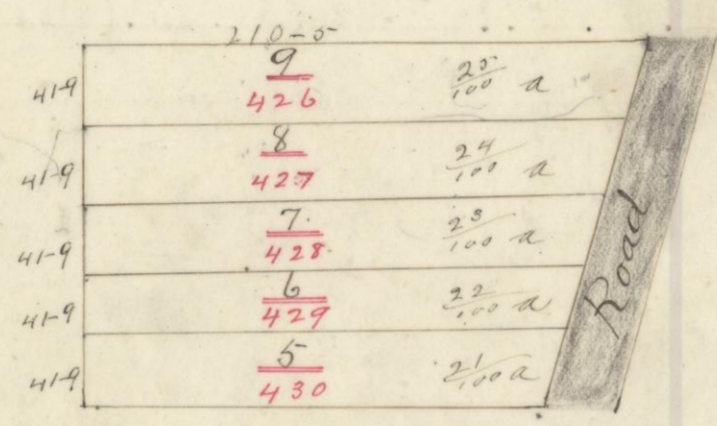 210-5
41-9 9 25/100 a
426
41-9 8 24/100 a
427
41-9 7. 23/100 a
428.
41-9 6 22/100 a
429
41-9 5 21/100 a
430
Road